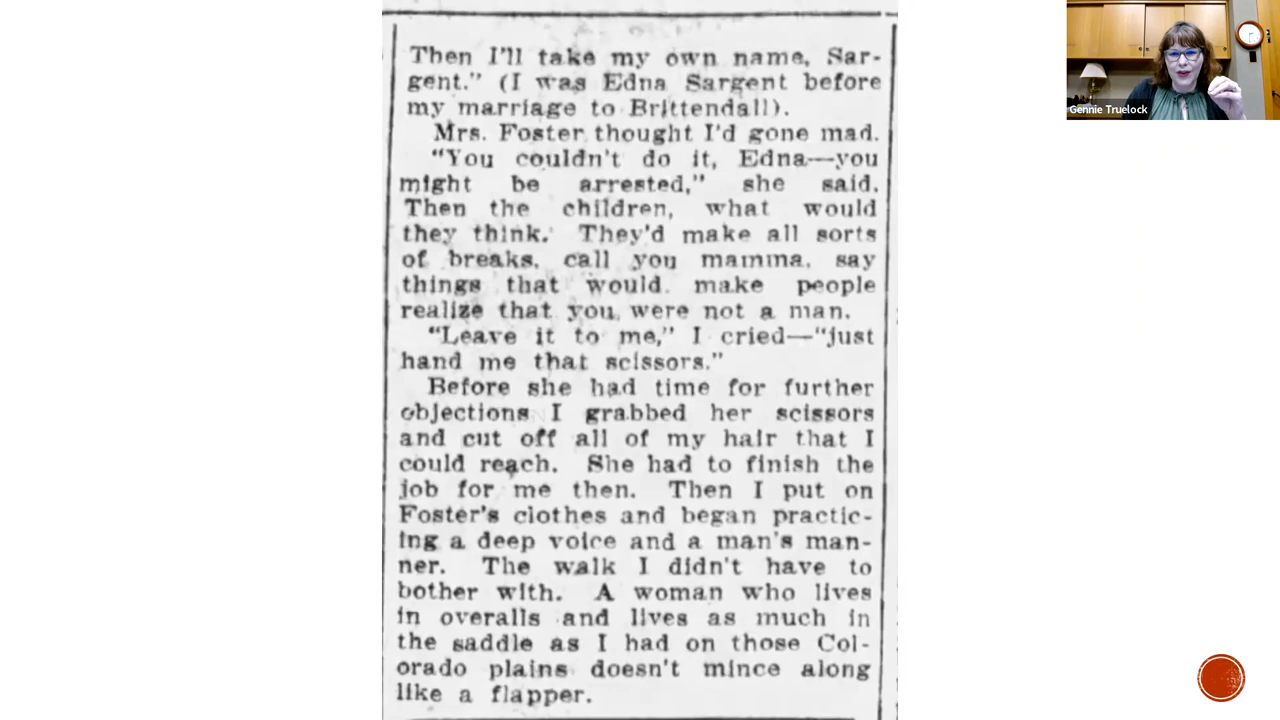 Then I'll take my own name, Sar-
gent." (I was Edna Sargent before
my marriage to Brittendall).
Mrs. Foster thought I'd gone mad.
"You couldn't do it, Edna—you
might be arrested," she said.
Then the children, what would
they think. They'd make all sorts
of breaks, call you mamma, say
things that would make people
realize that you were not a man.
"Leave it to me," I cried—"just
hand me that scissors."
Before she had time for further
objections I grabbed her scissors
and cut off all of my hair that I
could reach. She had to finish the
job for me then. Then I put on
Foster's clothes and began practic-
ing a deep voice and a man's man-
ner. The walk I didn't have to
bother with. A woman who lives
in overalls and lives as much in
the saddle as I had on those Col-
orado plains doesn't mince along
like a flapper.
Gennie Truelock